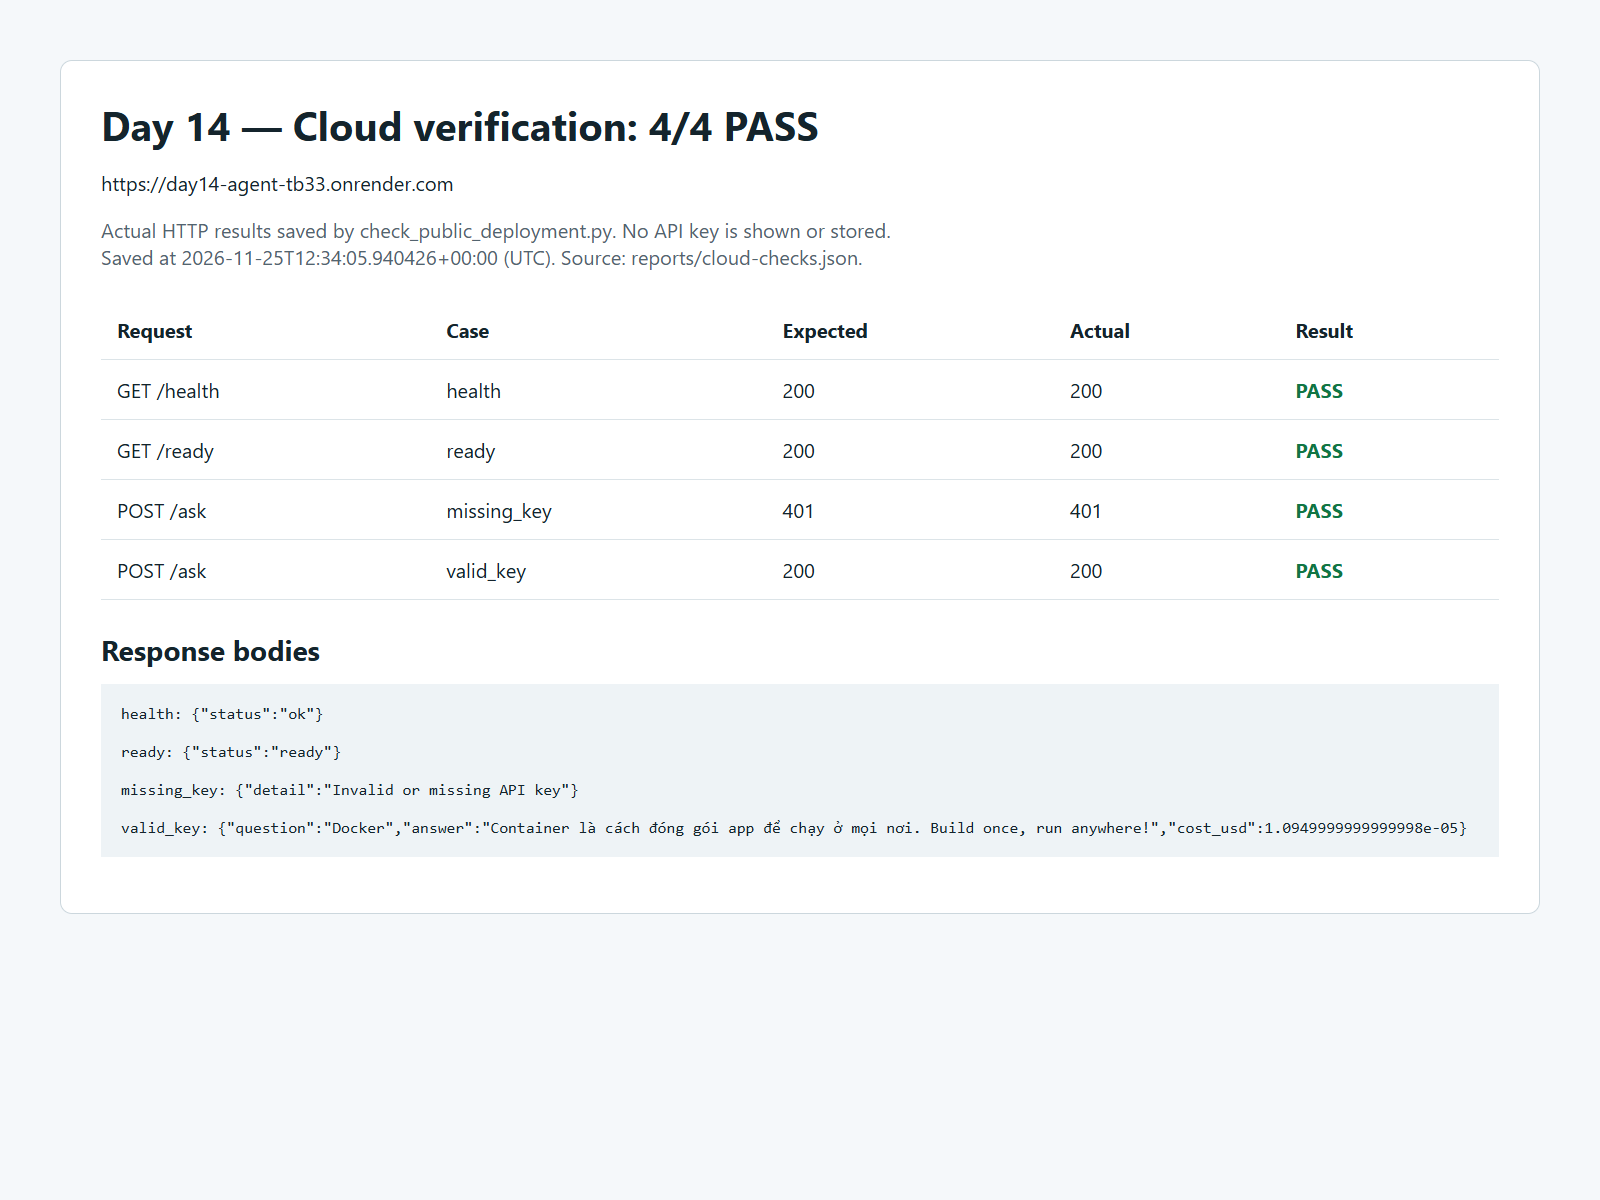 Day 14 — Cloud verification: 4/4 PASS
https://day14-agent-tb33.onrender.com
Actual HTTP results saved by check_public_deployment.py. No API key is shown or stored.
Saved at 2026-11-25T12:34:05.940426+00:00 (UTC). Source: reports/cloud-checks.json.
Request Case Expected Actual Result
GET /health health 200 200 PASS
GET /ready ready 200 200 PASS
POST /ask missing_key 401 401 PASS
POST /ask valid_key 200 200 PASS
Response bodies
health: {"status":"ok"}
ready: {"status":"ready"}
missing_key: {"detail":"Invalid or missing API key"}
valid_key: {"question":"Docker","answer":"Container là cách đóng gói app để chạy ở mọi nơi. Build once, run anywhere!","cost_usd":1.0949999999999998e-05}